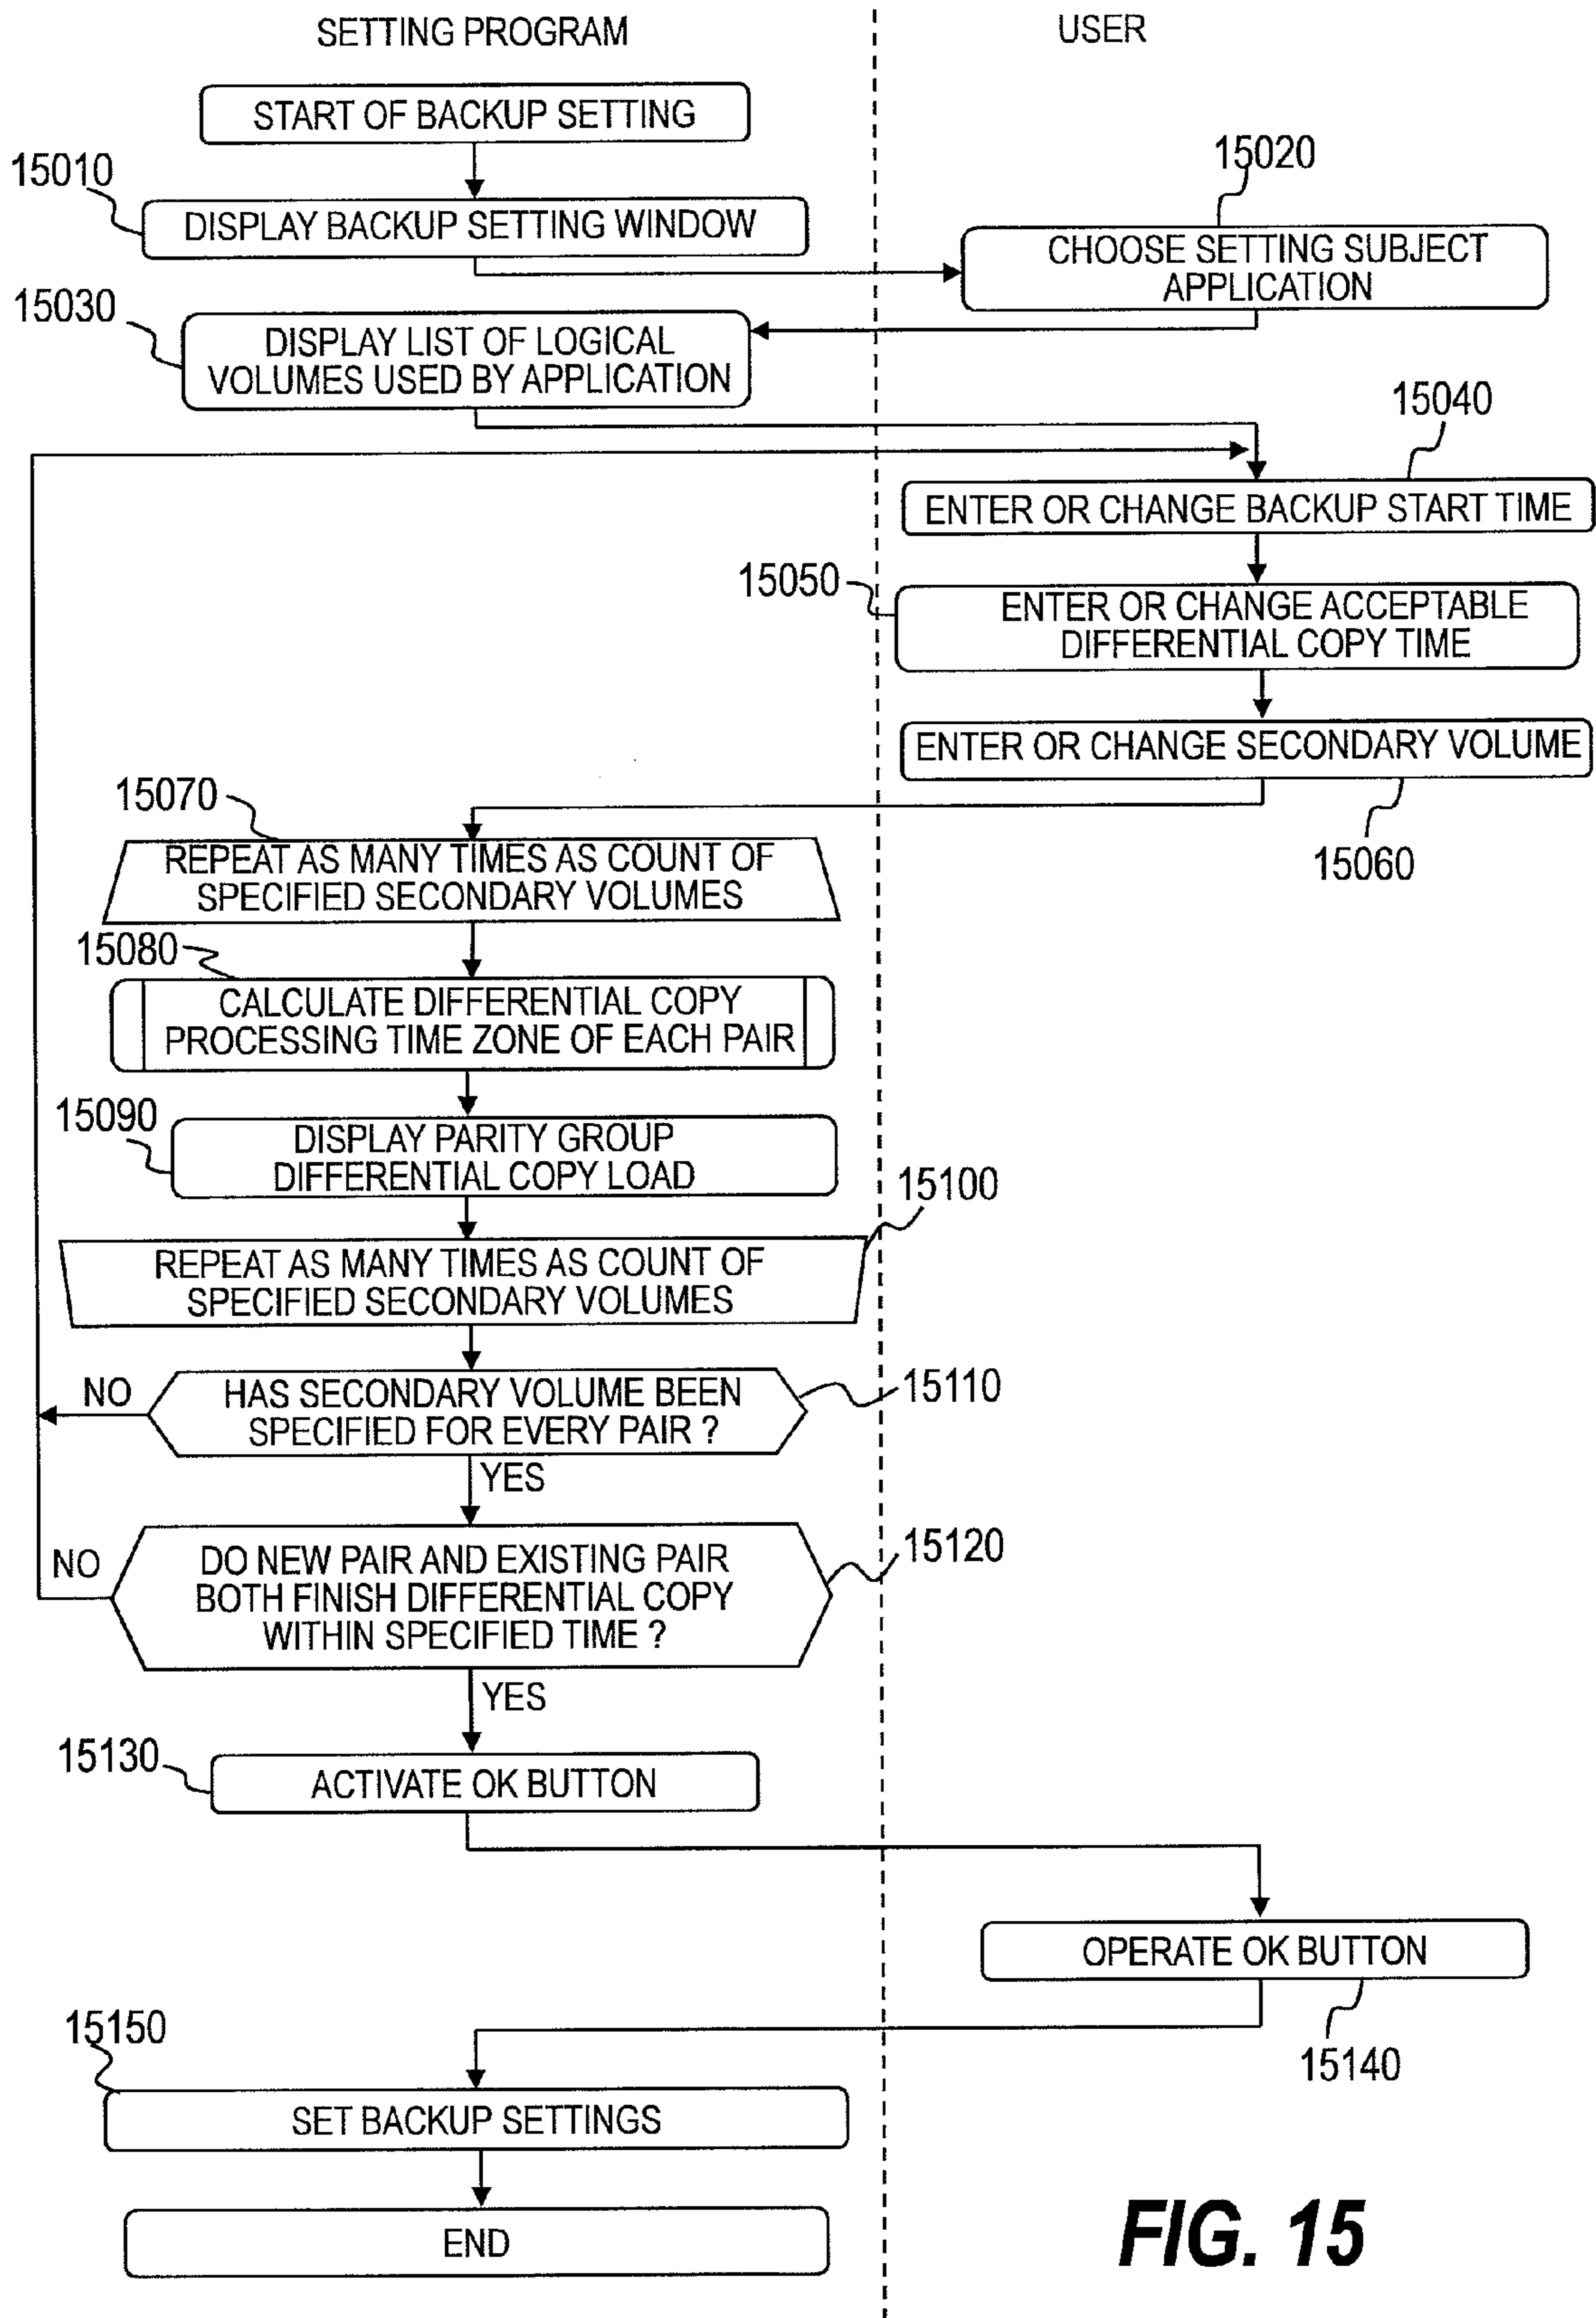 SETTING PROGRAM
USER
START OF BACKUP SETTING
15010
DISPLAY BACKUP SETTING WINDOW
15020
CHOOSE SETTING SUBJECT
APPLICATION
15030
DISPLAY LIST OF LOGICAL
VOLUMES USED BY APPLICATION
15040
ENTER OR CHANGE BACKUP START TIME
15050
ENTER OR CHANGE ACCEPTABLE
DIFFERENTIAL COPY TIME
ENTER OR CHANGE SECONDARY VOLUME
15060
15070
REPEAT AS MANY TIMES AS COUNT OF
SPECIFIED SECONDARY VOLUMES
15080
CALCULATE DIFFERENTIAL COPY
PROCESSING TIME ZONE OF EACH PAIR
15090
DISPLAY PARITY GROUP
DIFFERENTIAL COPY LOAD
15100
REPEAT AS MANY TIMES AS COUNT OF
SPECIFIED SECONDARY VOLUMES
NO
HAS SECONDARY VOLUME BEEN
SPECIFIED FOR EVERY PAIR ?
15110
YES
NO
DO NEW PAIR AND EXISTING PAIR
BOTH FINISH DIFFERENTIAL COPY
WITHIN SPECIFIED TIME ?
15120
YES
15130
ACTIVATE OK BUTTON
OPERATE OK BUTTON
15140
15150
SET BACKUP SETTINGS
END
FIG. 15